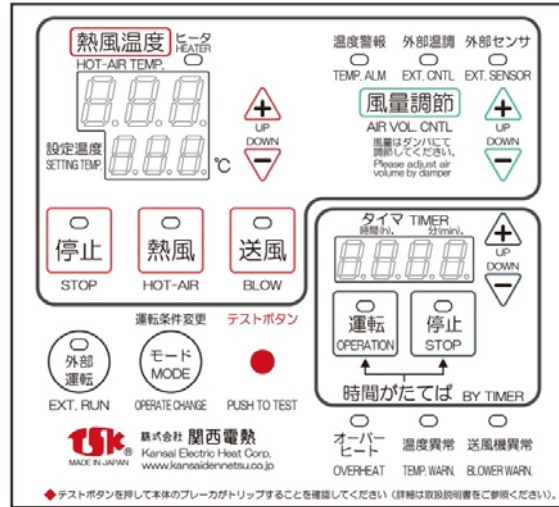 熱風温度
ヒータ
HEATER
HOT-AIR TEMP.
888
設定温度
SETTING TEMP.
888
℃
+
UP
DOWN
−
温度警報
TEMP. ALM
外部温調
EXT. CNTL
外部センサ
EXT. SENSOR
風量調節
AIR VOL. CNTL
風量はダンパにて
調節してください。
Please adjust air
volume by damper
+
UP
DOWN
−
停止
STOP
熱風
HOT-AIR
送風
BLOW
タイマ TIMER
時間(h). 分(min).
8888
+
UP
DOWN
−
運転
OPERATION
停止
STOP
時間がたてば BY TIMER
外部
運転
EXT. RUN
運転条件変更
モード
MODE
OPERATE CHANGE
テストボタン
PUSH TO TEST
オーバー
ヒート
OVERHEAT
温度異常
TEMP. WARN.
送風機異常
BLOWER WARN.
TSK®
MADE IN JAPAN
株式会社 関西電熱
Kansai Electric Heat Corp.
www.kansaidennetsu.co.jp
◆テストボタンを押して本体のブレーカがトリップすることを確認してください（詳細は取扱説明書をご参照ください）。